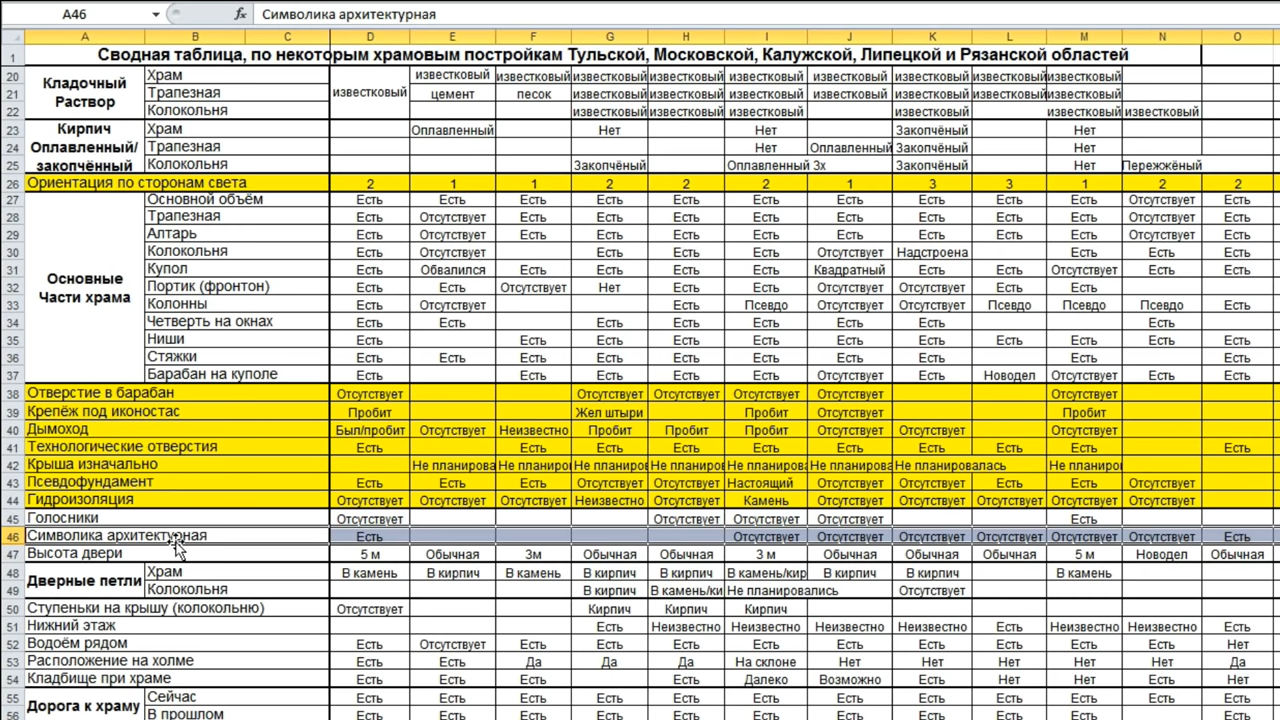 A46 fx Символика архитектурная
A B C D E F G H I J K L M N O
1 Сводная таблица, по некоторым храмовым постройкам Тульской, Московской, Калужской, Липецкой и Рязанской областей
20 Кладочный Раствор Храм известковый известковый известковый известковый известковый известковый известковый известковый известковый известковый
21 Трапезная цемент песок известковый известковый известковый известковый известковый известковый известковый
22 Колокольня известковый известковый известковый известковый известковый известковый
23 Кирпич Оплавленный/ закопчённый Храм Оплавленный Нет Нет Закопчёный Нет
24 Трапезная Нет Оплавленный Закопчёный Нет
25 Колокольня Закопчёный Оплавленный 3х Закопчёный Нет Пережжёный
26 Ориентация по сторонам света 2 1 1 2 2 2 1 3 3 1 2 2
27 Основные Части храма Основной объём Есть Есть Есть Есть Есть Есть Есть Есть Есть Есть Отсутствует Есть
28 Трапезная Есть Отсутствует Есть Есть Есть Есть Есть Есть Есть Есть Отсутствует Есть
29 Алтарь Есть Отсутствует Есть Есть Есть Есть Есть Есть Есть Есть Отсутствует Есть
30 Колокольня Есть Есть Есть Есть Есть Отсутствует Надстроена Есть Есть Есть
31 Купол Есть Обвалился Есть Есть Есть Есть Квадратный Есть Есть Отсутствует Есть Есть
32 Портик (фронтон) Есть Есть Отсутствует Нет Есть Есть Отсутствует Отсутствует Есть Есть
33 Колонны Есть Отсутствует Есть Псевдо Отсутствует Отсутствует Псевдо Псевдо Псевдо Есть
34 Четверть на окнах Есть Есть Есть Есть Есть Есть Есть Есть
35 Ниши Есть Есть Есть Есть Есть Есть Есть Есть Есть Есть
36 Стяжки Есть Есть Есть Есть Есть Есть Есть Есть Есть Есть
37 Барабан на куполе Есть Есть Есть Есть Есть Отсутствует Есть Новодел Отсутствует Есть Есть
38 Отверстие в барабан Отсутствует Отсутствует Отсутствует Отсутствует Отсутствует Отсутствует
39 Крепёж под иконостас Пробит Жел штыри Пробит Отсутствует Пробит
40 Дымоход Был/пробит Отсутствует Неизвестно Пробит Пробит Пробит Отсутствует Отсутствует Отсутствует
41 Технологические отверстия Есть Есть Есть Есть Есть Есть Есть Есть Есть Есть
42 Крыша изначально Не планирова Не планиро Не планиров Не планиров Не планиров Не планиров Не планировалась Не планиров
43 Псевдофундамент Есть Есть Есть Отсутствует Отсутствует Настоящий Отсутствует Отсутствует Есть Есть Отсутствует
44 Гидроизоляция Отсутствует Отсутствует Отсутствует Неизвестно Отсутствует Камень Отсутствует Отсутствует Отсутствует Отсутствует Отсутствует
45 Голосники Отсутствует Отсутствует Отсутствует Отсутствует Есть
46 Символика архитектурная Есть Отсутствует Отсутствует Отсутствует Отсутствует Отсутствует Отсутствует Есть
47 Высота двери 5 м Обычная 3м Обычная Обычная 3 м Обычная Обычная Обычная 5 м Новодел Обычная
48 Дверные петли Храм В камень В кирпич В камень В кирпич В кирпич В камень/кир В кирпич В кирпич В камень
49 Колокольня В кирпич В камень/ки Не планировались Отсутствует
50 Ступеньки на крышу (колокольню) Отсутствует Кирпич Кирпич Кирпич
51 Нижний этаж Есть Неизвестно Неизвестно Неизвестно Неизвестно Есть Неизвестно Неизвестно Есть
52 Водоём рядом Есть Отсутствует Есть Есть Есть Есть Есть Есть Есть Есть Есть Нет
53 Расположение на холме Есть Есть Да Да Да На склоне Нет Нет Нет Нет Нет Да
54 Кладбище при храме Есть Есть Есть Есть Есть Далеко Возможно Есть Нет Нет Есть Нет
55 Дорога к храму Сейчас Есть Есть Есть Есть Есть Есть Есть Есть Есть Есть Есть Есть
56 В прошлом Есть Есть Есть Есть Есть Есть Есть Есть Есть Есть Есть